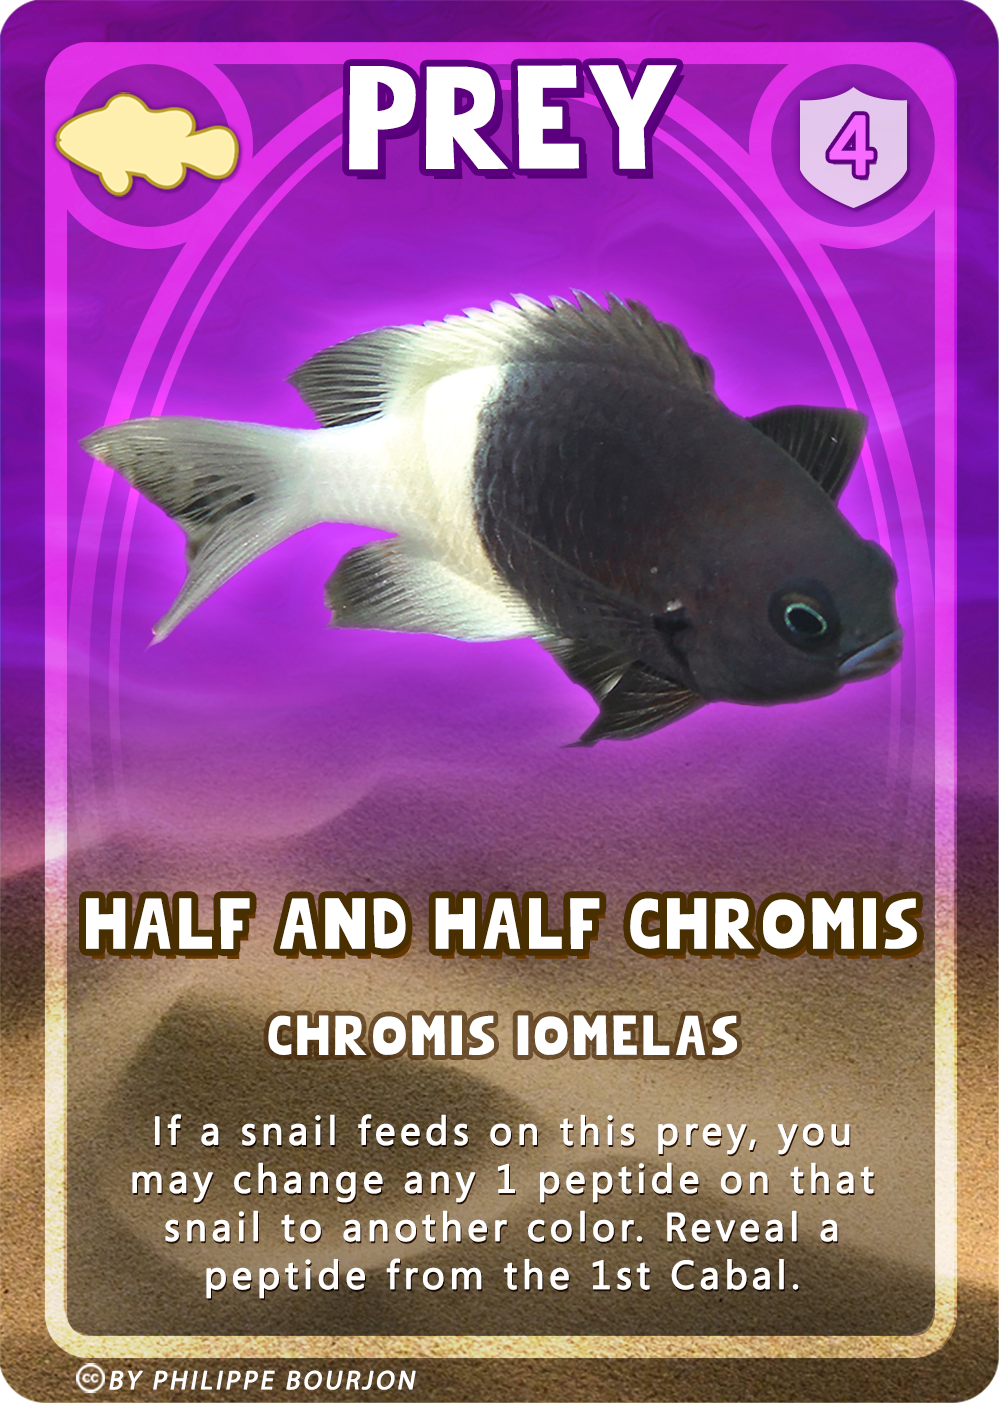 PREY
4
HALF AND HALF CHROMIS
CHROMIS IOMELAS
If a snail feeds on this prey, you
may change any 1 peptide on that
snail to another color. Reveal a
peptide from the 1st Cabal.
cc BY PHILIPPE BOURJON